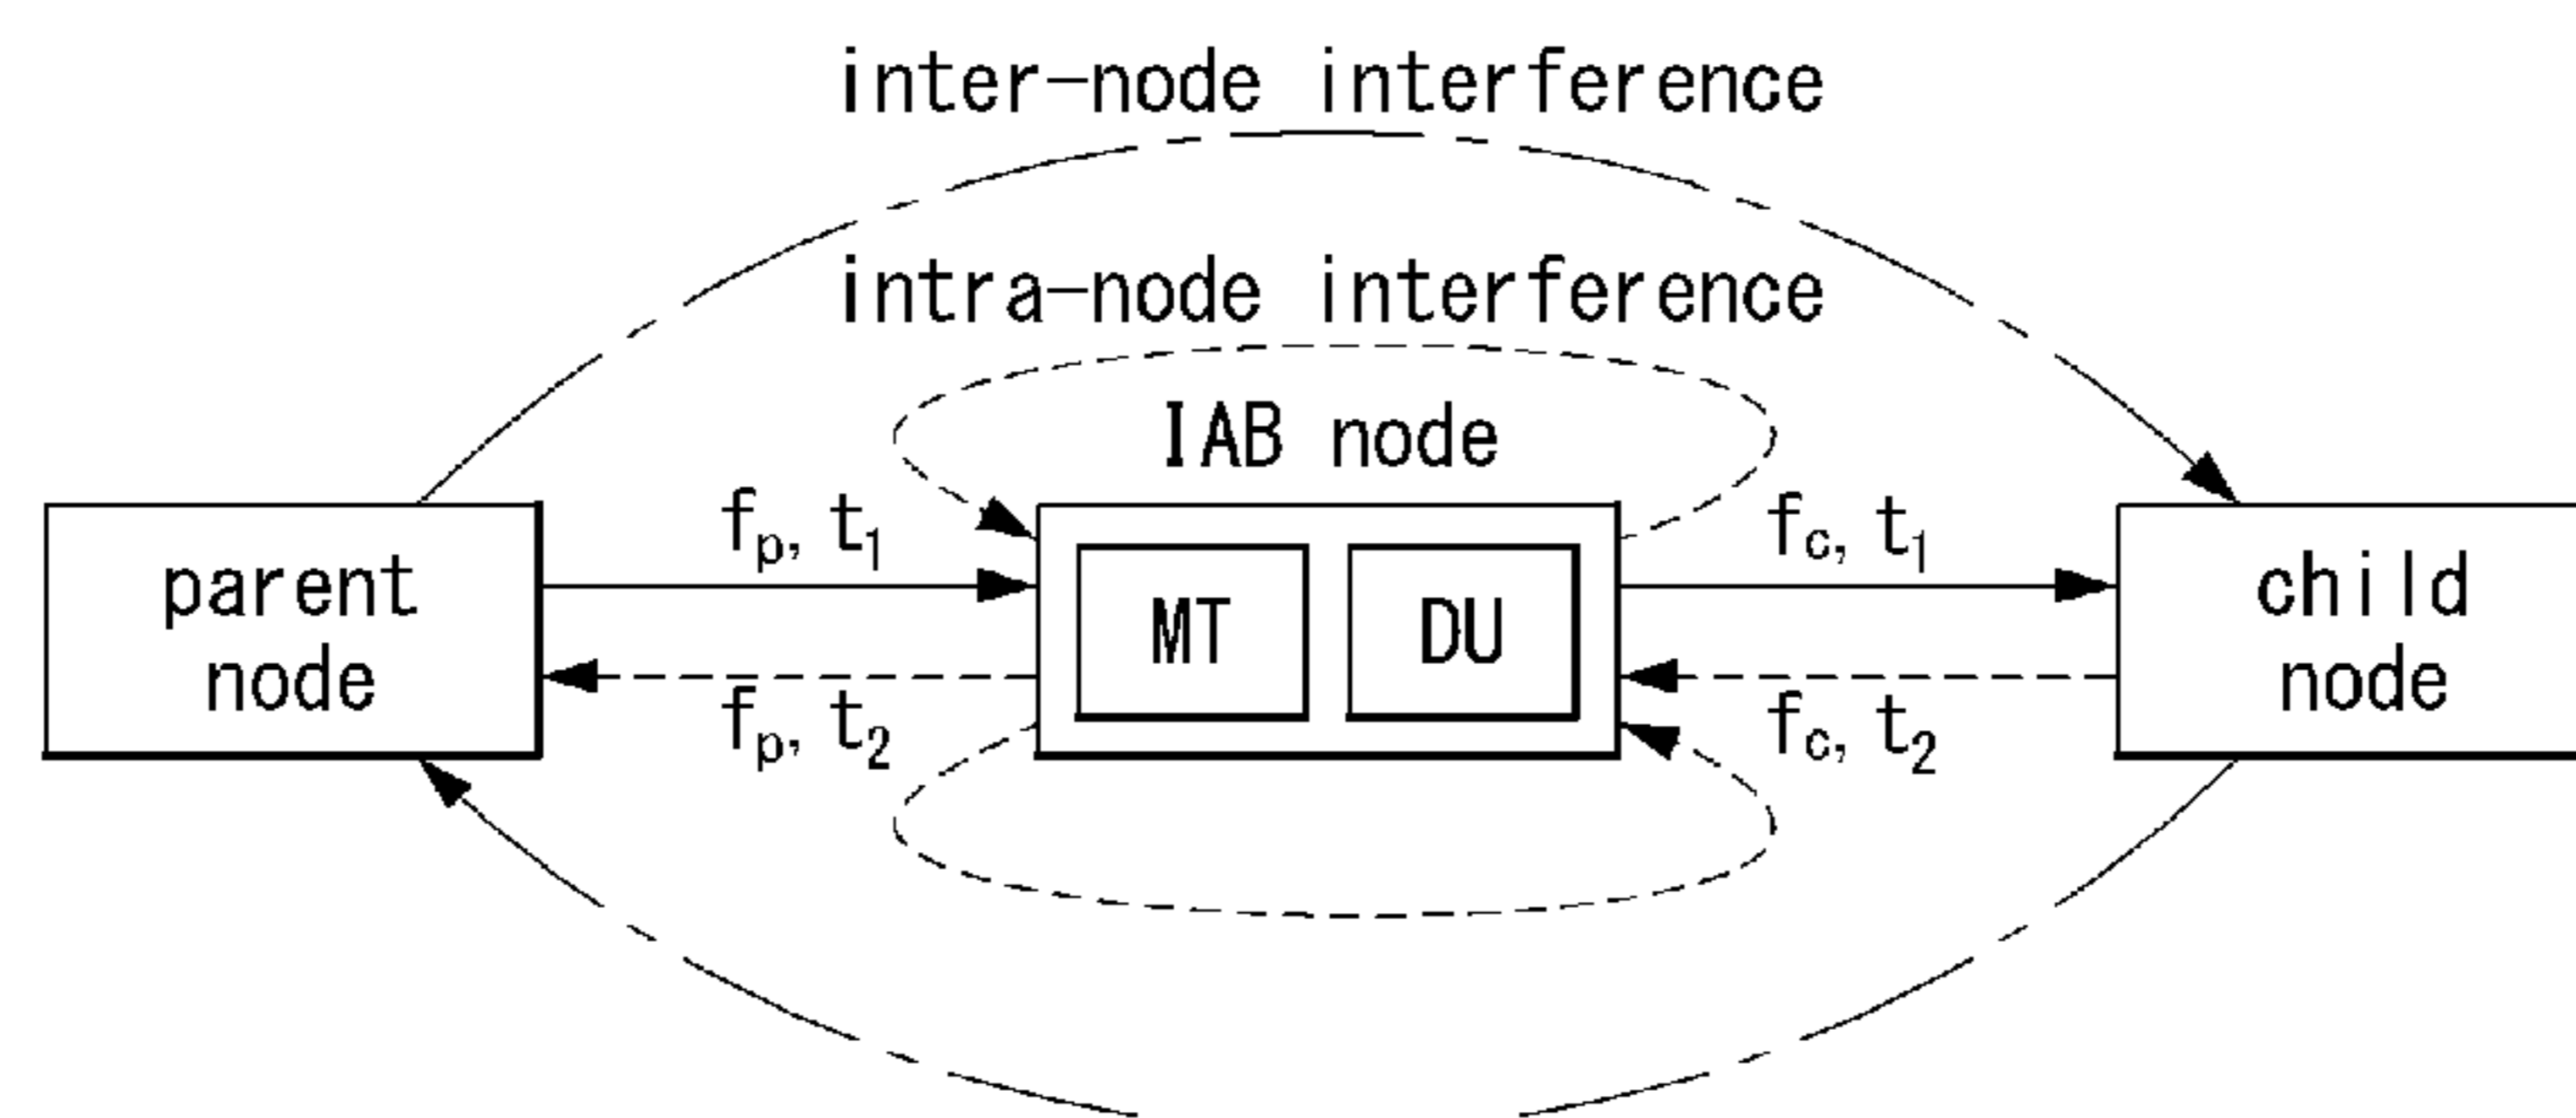 inter-node interference
intra-node interference
IAB node
fp, t1
fc, t1
parent
node
MT
DU
child
node
fp, t2
fc, t2